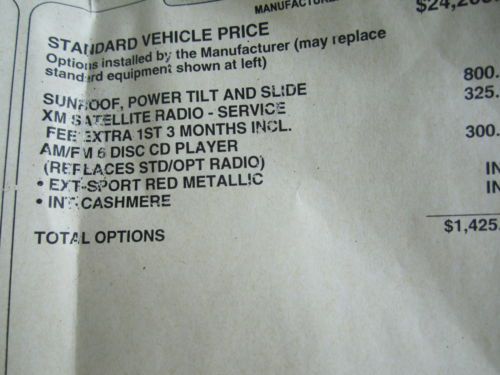 MANUFACTURE
STANDARD VEHICLE PRICE $24,260
Options installed by the Manufacturer (may replace
standard equipment shown at left)
SUNROOF, POWER TILT AND SLIDE 800.
XM SATELLITE RADIO - SERVICE 325.
FEE EXTRA 1ST 3 MONTHS INCL.
AM/FM 6 DISC CD PLAYER 300.
(REPLACES STD/OPT RADIO)
• EXT-SPORT RED METALLIC IN
• INT-CASHMERE IN
TOTAL OPTIONS $1,425.